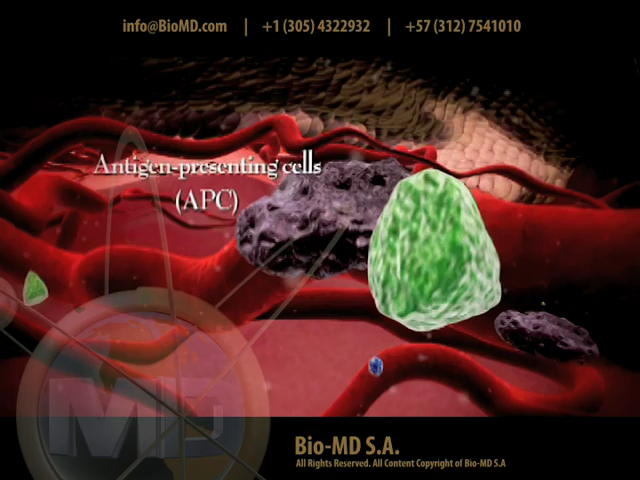 info@BioMD.com | +1 (305) 4322932 | +57 (312) 7541010
Antigen-presenting cells
(APC)
MD
Bio-MD S.A.
All Rights Reserved. All Content Copyright of Bio-MD S.A